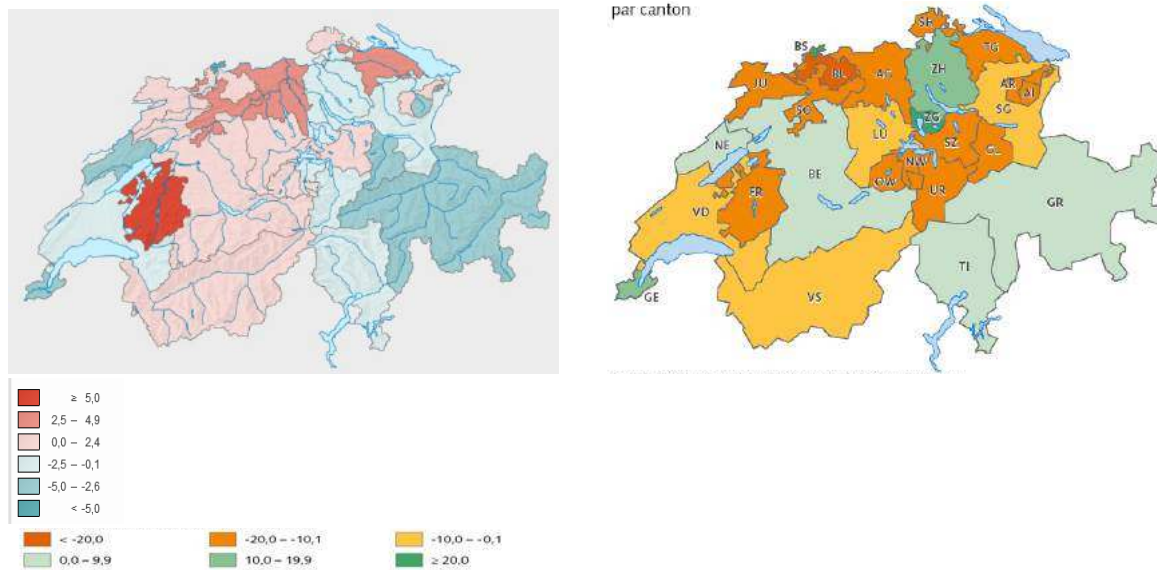 par canton
SH
BS
TG
BL
AG
ZH
JU
AR
AI
SO
SG
ZG
LU
SZ
NE
GL
NW
BE
OW
FR
UR
GR
VD
TI
GE
VS
≥ 5,0
2,5 – 4,9
0,0 – 2,4
-2,5 – -0,1
-5,0 – -2,6
< -5,0
< -20,0 -20,0 – -10,1 -10,0 – -0,1
0,0 – 9,9 10,0 – 19,9 ≥ 20,0